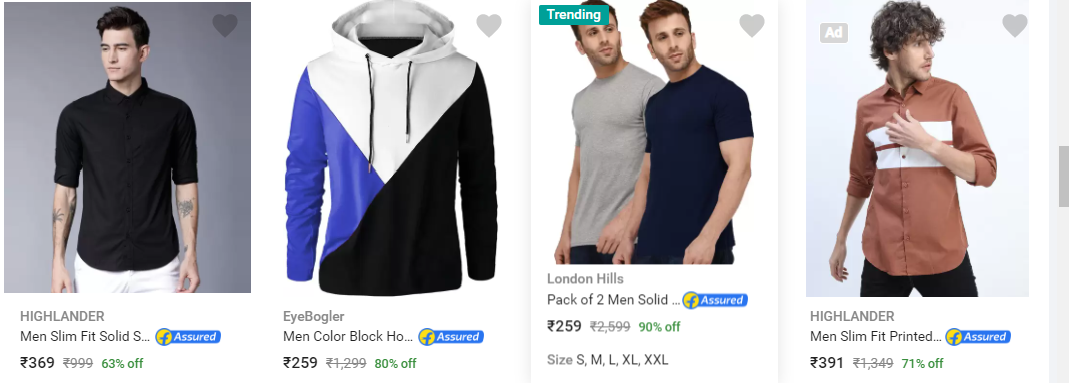 Trending
Ad
HIGHLANDER
Men Slim Fit Solid S... Assured
₹369 ₹999 63% off
EyeBogler
Men Color Block Ho... Assured
₹259 ₹1,299 80% off
London Hills
Pack of 2 Men Solid ... Assured
₹259 ₹2,599 90% off
Size S, M, L, XL, XXL
HIGHLANDER
Men Slim Fit Printed... Assured
₹391 ₹1,349 71% off